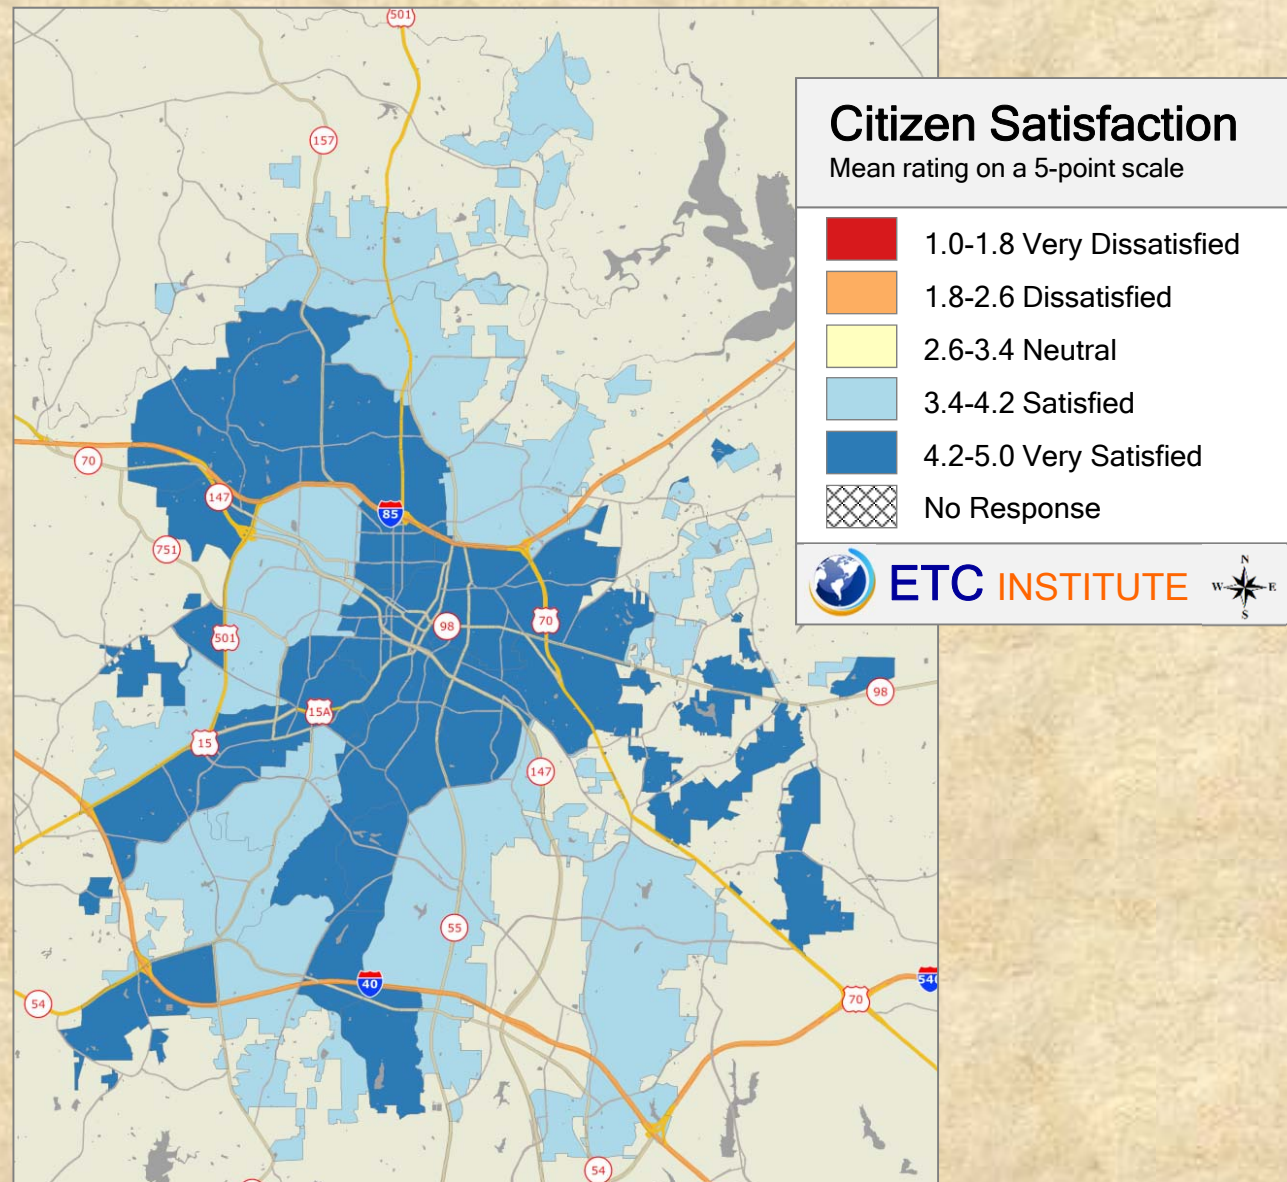 501
157
Citizen Satisfaction
Mean rating on a 5-point scale
1.0-1.8 Very Dissatisfied
1.8-2.6 Dissatisfied
2.6-3.4 Neutral
3.4-4.2 Satisfied
4.2-5.0 Very Satisfied
No Response
ETC INSTITUTE
N
W
E
S
70
147
85
751
98
70
501
98
15A
15
147
55
40
540
70
54
54